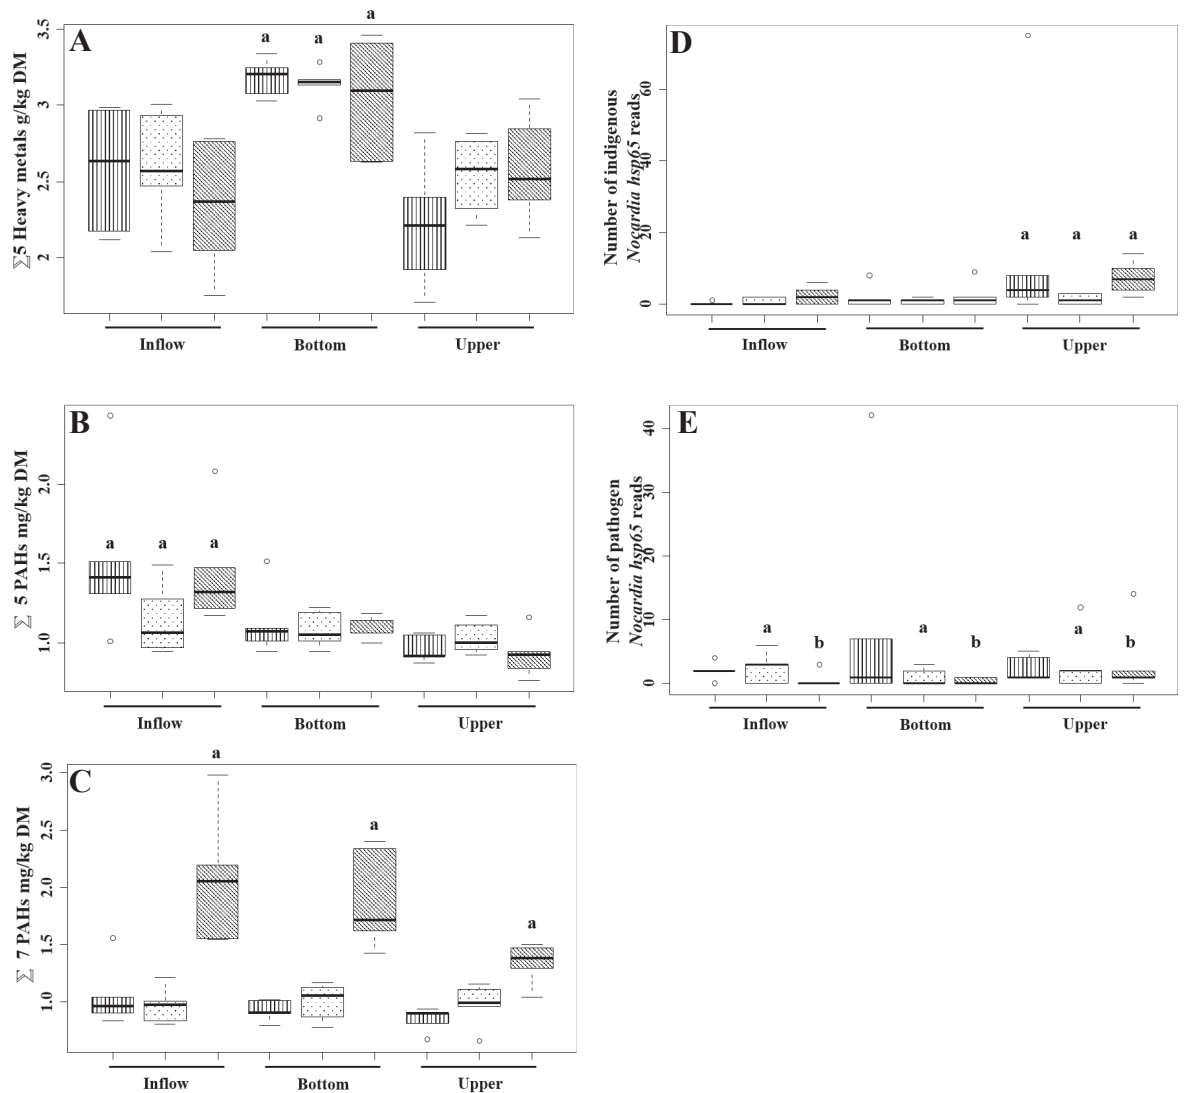 A
∑5 Heavy metals g/kg DM
3.5
3
2.5
2
a a a
Inflow Bottom Upper
B
∑ 5 PAHs mg/kg DM
2.0
1.5
1.0
a a a
Inflow Bottom Upper
C
∑ 7 PAHs mg/kg DM
3.0
2.5
2.0
1.5
1.0
a a a
Inflow Bottom Upper
D
Number of indigenous
Nocardia hsp65 reads
60
40
20
0
a a a
Inflow Bottom Upper
E
Number of pathogen
Nocardia hsp65 reads
40
30
20
10
0
a b a b a b
Inflow Bottom Upper